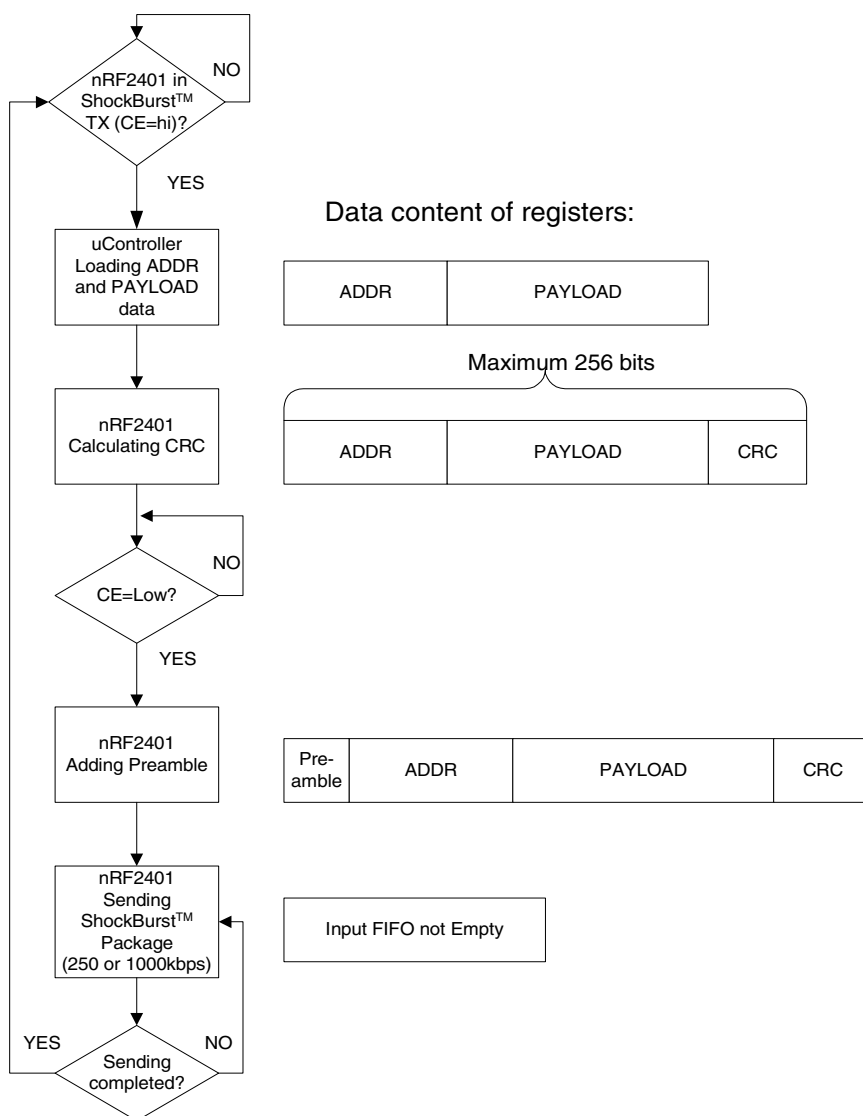 nRF2401 in
ShockBurst™
TX (CE=hi)?
NO
YES
Data content of registers:
uController
Loading ADDR
and PAYLOAD
data
ADDR
PAYLOAD
Maximum 256 bits
nRF2401
Calculating CRC
ADDR
PAYLOAD
CRC
NO
CE=Low?
YES
nRF2401
Adding Preamble
Pre-
amble
ADDR
PAYLOAD
CRC
nRF2401
Sending
ShockBurst™
Package
(250 or 1000kbps)
Input FIFO not Empty
YES
NO
Sending
completed?